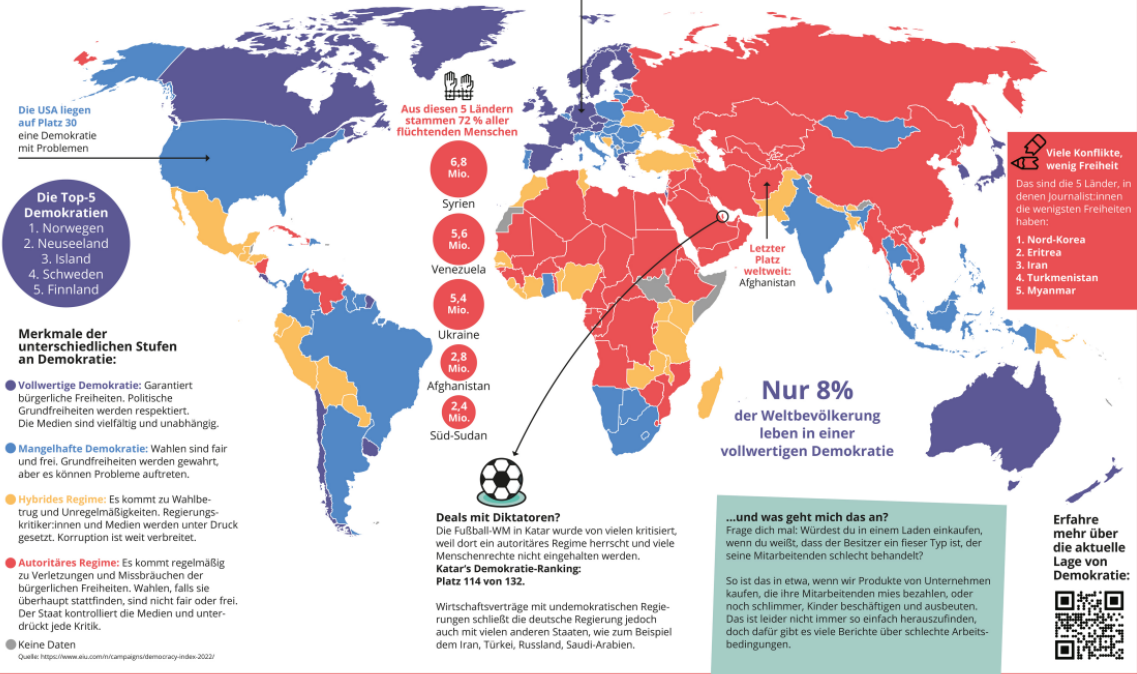 Die USA liegen
auf Platz 30
eine Demokratie
mit Problemen
Die Top-5
Demokratien
1. Norwegen
2. Neuseeland
3. Island
4. Schweden
5. Finnland
Merkmale der
unterschiedlichen Stufen
an Demokratie:
Vollwertige Demokratie: Garantiert
bürgerliche Freiheiten. Politische
Grundfreiheiten werden respektiert.
Die Medien sind vielfältig und unabhängig.
Mangelhafte Demokratie: Wahlen sind fair
und frei. Grundfreiheiten werden gewahrt,
aber es können Probleme auftreten.
Hybrides Regime: Es kommt zu Wahlbe-
trug und Unregelmäßigkeiten. Regierungs-
kritiker:innen und Medien werden unter Druck
gesetzt. Korruption ist weit verbreitet.
Autoritäres Regime: Es kommt regelmäßig
zu Verletzungen und Missbräuchen der
bürgerlichen Freiheiten. Wahlen, falls sie
überhaupt stattfinden, sind nicht fair oder frei.
Der Staat kontrolliert die Medien und unter-
drückt jede Kritik.
Keine Daten
Quelle: https://www.eiu.com/n/campaigns/democracy-index-2022/
Aus diesen 5 Ländern
stammen 72 % aller
flüchtenden Menschen
6,8
Mio.
Syrien
5,6
Mio.
Venezuela
5,4
Mio.
Ukraine
2,8
Mio.
Afghanistan
2,4
Mio.
Süd-Sudan
Letzter
Platz
weltweit:
Afghanistan
Viele Konflikte,
wenig Freiheit
Das sind die 5 Länder, in
denen Journalist:innen
die wenigsten Freiheiten
haben:
1. Nord-Korea
2. Eritrea
3. Iran
4. Turkmenistan
5. Myanmar
Nur 8%
der Weltbevölkerung
leben in einer
vollwertigen Demokratie
Deals mit Diktatoren?
Die Fußball-WM in Katar wurde von vielen kritisiert,
weil dort ein autoritäres Regime herrscht und viele
Menschenrechte nicht eingehalten werden.
Katar's Demokratie-Ranking:
Platz 114 von 132.
Wirtschaftsverträge mit undemokratischen Regie-
rungen schließt die deutsche Regierung jedoch
auch mit vielen anderen Staaten, wie zum Beispiel
dem Iran, Türkei, Russland, Saudi-Arabien.
...und was geht mich das an?
Frage dich mal: Würdest du in einem Laden einkaufen,
wenn du weißt, dass der Besitzer ein fieser Typ ist, der
seine Mitarbeitenden schlecht behandelt?
So ist das in etwa, wenn wir Produkte von Unternehmen
kaufen, die ihre Mitarbeitenden mies bezahlen, oder
noch schlimmer, Kinder beschäftigen und ausbeuten.
Das ist leider nicht immer so einfach herauszufinden,
doch dafür gibt es viele Berichte über schlechte Arbeits-
bedingungen.
Erfahre
mehr über
die aktuelle
Lage von
Demokratie: